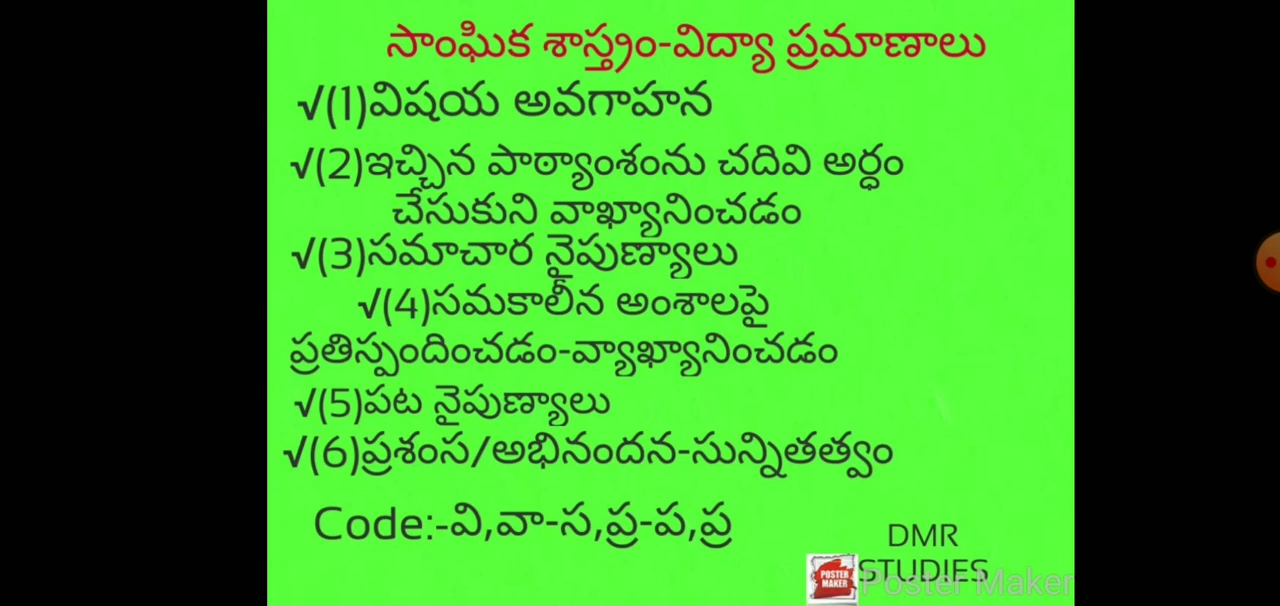 సాంఘిక శాస్త్రం-విద్యా ప్రమాణాలు
√(1)విషయ అవగాహన
√(2)ఇచ్చిన పాఠ్యాంశంను చదివి అర్ధం
చేసుకుని వాఖ్యానించడం
√(3)సమాచార నైపుణ్యాలు
√(4)సమకాలీన అంశాలపై
ప్రతిస్పందించడం-వ్యాఖ్యానించడం
√(5)పట నైపుణ్యాలు
√(6)ప్రశంస/అభినందన-సున్నితత్వం
Code:-వి,వా-స,ప్ర-ప,ప్ర
DMR
STUDIES
POSTER
MAKER
Poster Maker